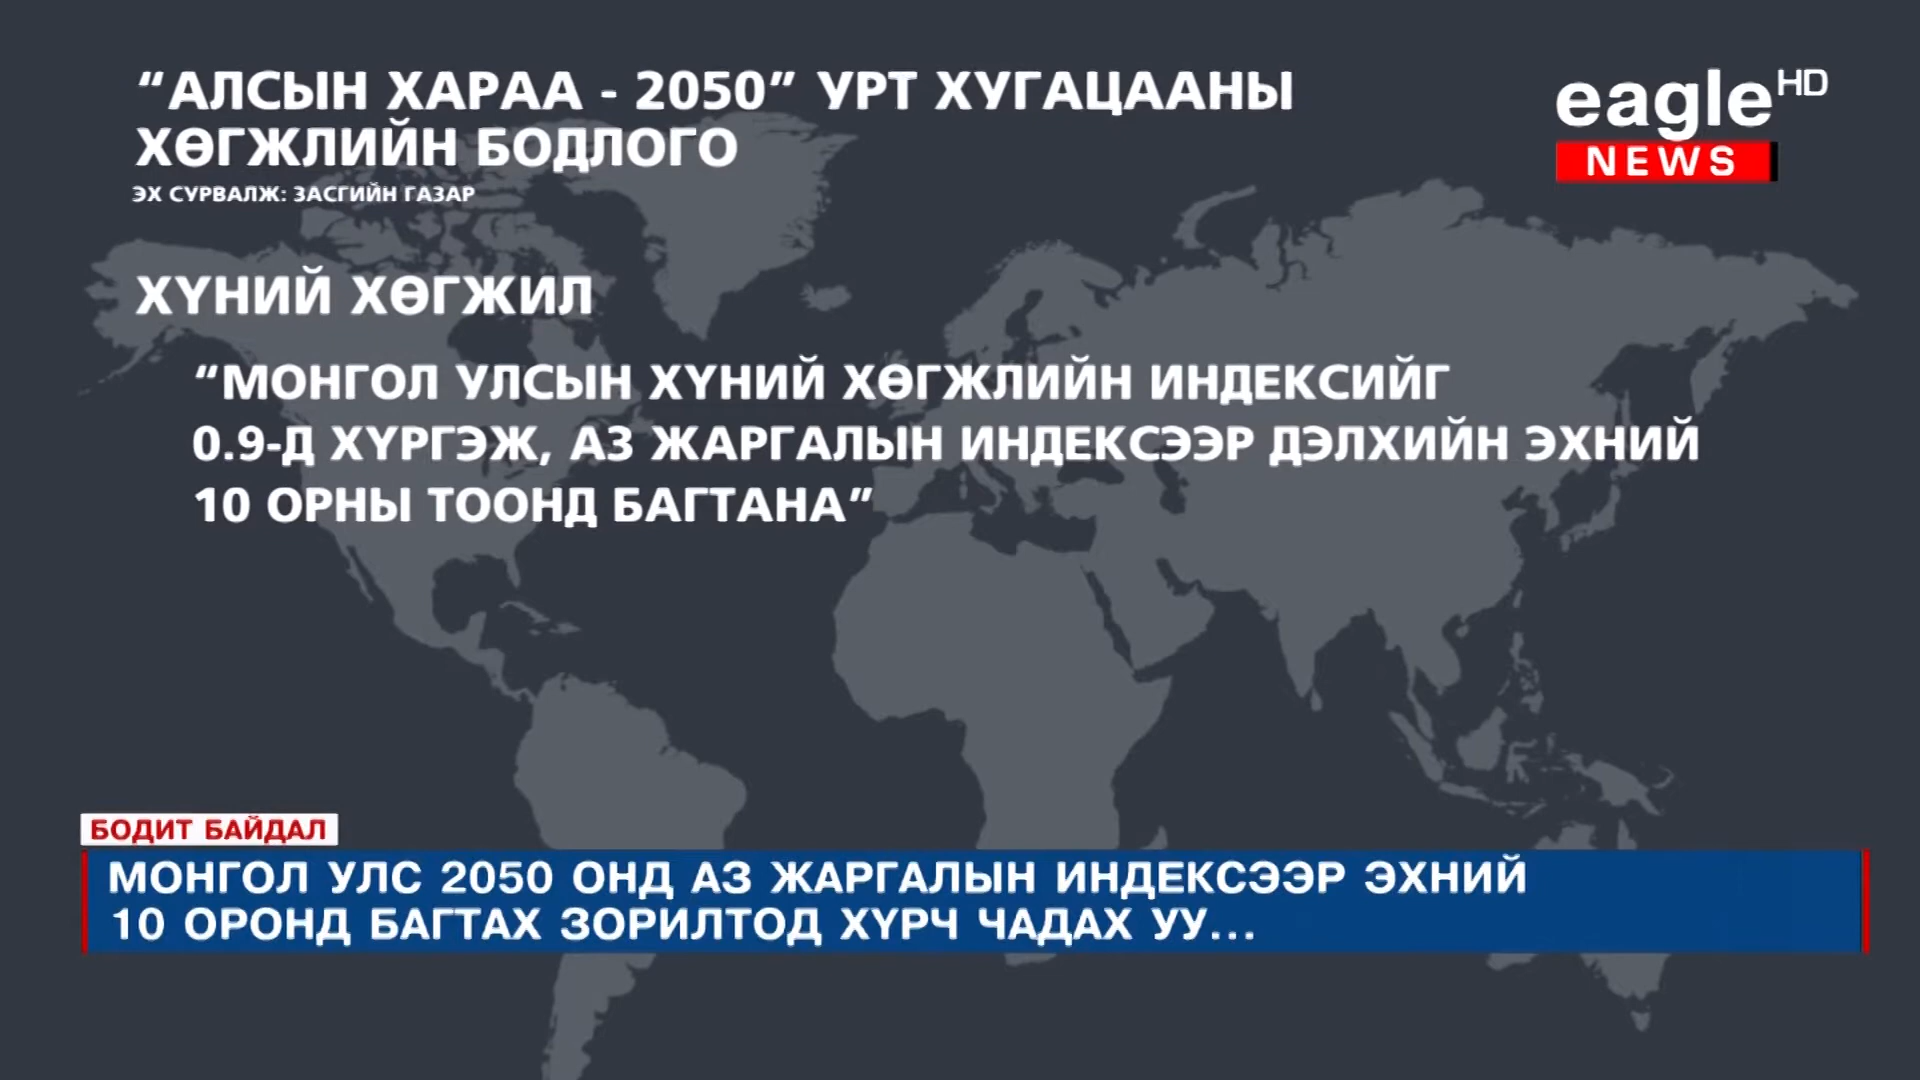 “АЛСЫН ХАРАА - 2050” УРТ ХУГАЦААНЫ
ХӨГЖЛИЙН БОДЛОГО
ЭХ СУРВАЛЖ: ЗАСГИЙН ГАЗАР
eagle HD
NEWS
ХҮНИЙ ХӨГЖИЛ
“МОНГОЛ УЛСЫН ХҮНИЙ ХӨГЖЛИЙН ИНДЕКСИЙГ
0.9-Д ХҮРГЭЖ, АЗ ЖАРГАЛЫН ИНДЕКСЭЭР ДЭЛХИЙН ЭХНИЙ
10 ОРНЫ ТООНД БАГТАНА”
БОДИТ БАЙДАЛ
МОНГОЛ УЛС 2050 ОНД АЗ ЖАРГАЛЫН ИНДЕКСЭЭР ЭХНИЙ
10 ОРОНД БАГТАХ ЗОРИЛТОД ХҮРЧ ЧАДАХ УУ...